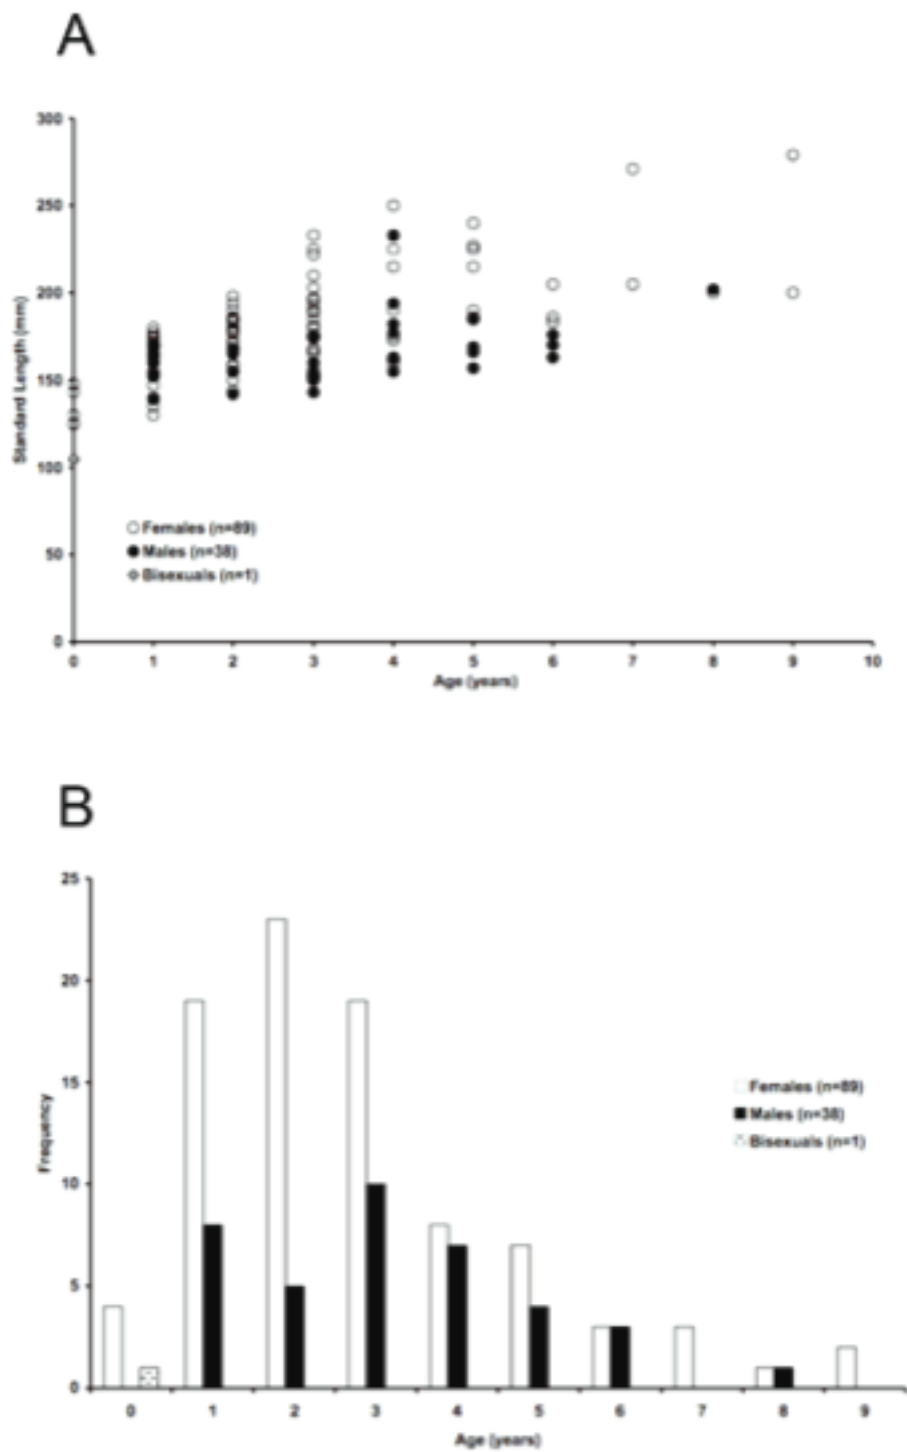 A
300
250
200
150
100
50
0
Standard Length (mm)
Females (n=89)
Males (n=38)
Bisexuals (n=1)
0 1 2 3 4 5 6 7 8 9 10
Age (years)
B
25
20
15
10
5
0
Frequency
Females (n=89)
Males (n=38)
Bisexuals (n=1)
0 1 2 3 4 5 6 7 8 9
Age (years)